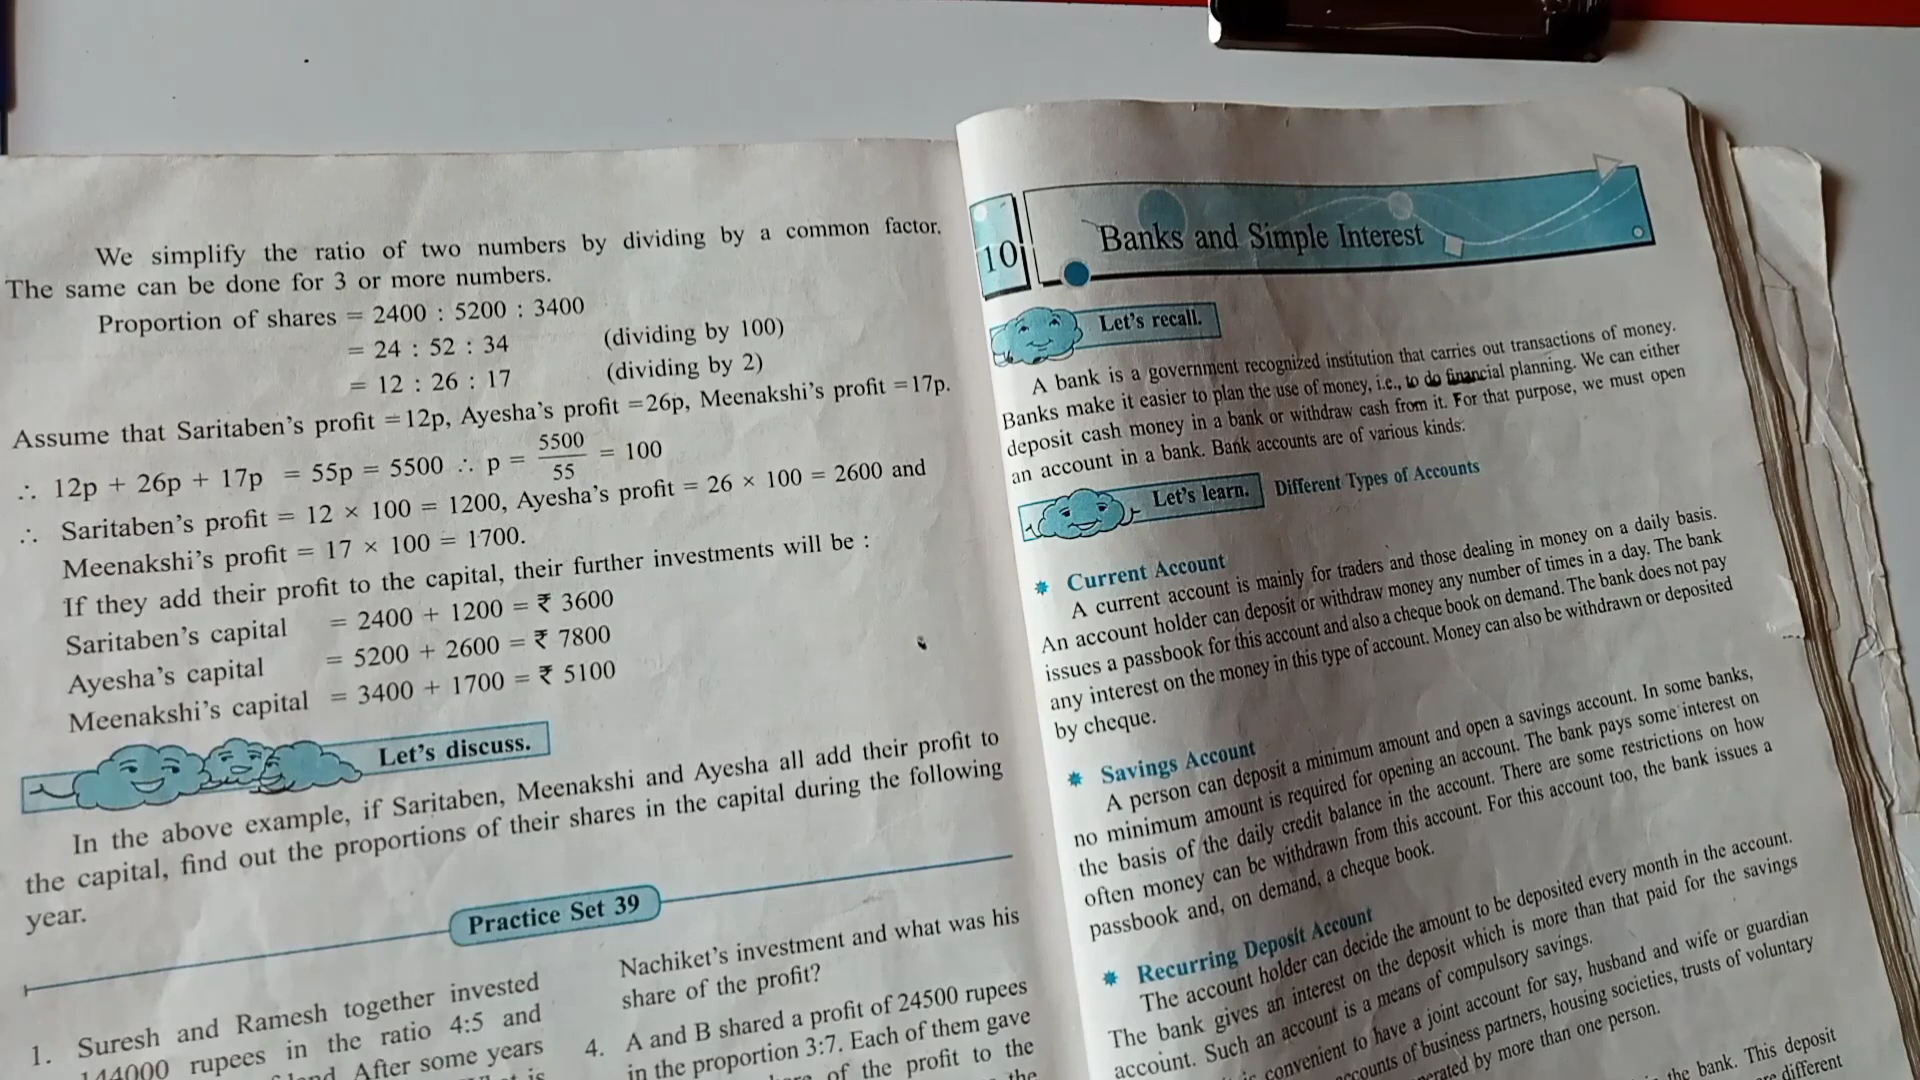 We simplify the ratio of two numbers by dividing by a common factor.
The same can be done for 3 or more numbers.
Proportion of shares = 2400 : 5200 : 3400
= 24 : 52 : 34 (dividing by 100)
= 12 : 26 : 17 (dividing by 2)
Assume that Saritaben's profit =12p, Ayesha's profit =26p, Meenakshi's profit =17p.
∴ 12p + 26p + 17p = 55p = 5500 ∴ p = 5500/55 = 100
∴ Saritaben's profit = 12 × 100 = 1200, Ayesha's profit = 26 × 100 = 2600 and
Meenakshi's profit = 17 × 100 = 1700.
If they add their profit to the capital, their further investments will be :
Saritaben's capital = 2400 + 1200 = ₹ 3600
Ayesha's capital = 5200 + 2600 = ₹ 7800
Meenakshi's capital = 3400 + 1700 = ₹ 5100
Let's discuss.
In the above example, if Saritaben, Meenakshi and Ayesha all add their profit to
the capital, find out the proportions of their shares in the capital during the following
year.
Practice Set 39
1. Suresh and Ramesh together invested
144000 rupees in the ratio 4:5 and
After some years
Nachiket's investment and what was his
share of the profit?
4. A and B shared a profit of 24500 rupees
in the proportion 3:7. Each of them gave
of the profit to the
the
10
Banks and Simple Interest
Let's recall.
A bank is a government recognized institution that carries out transactions of money.
Banks make it easier to plan the use of money, i.e., to do financial planning. We can either
deposit cash money in a bank or withdraw cash from it. For that purpose, we must open
an account in a bank. Bank accounts are of various kinds.
Let's learn. Different Types of Accounts
* Current Account
A current account is mainly for traders and those dealing in money on a daily basis.
An account holder can deposit or withdraw money any number of times in a day. The bank
issues a passbook for this account and also a cheque book on demand. The bank does not pay
any interest on the money in this type of account. Money can also be withdrawn or deposited
by cheque.
* Savings Account
A person can deposit a minimum amount and open a savings account. In some banks,
no minimum amount is required for opening an account. The bank pays some interest on
the basis of the daily credit balance in the account. There are some restrictions on how
often money can be withdrawn from this account. For this account too, the bank issues a
passbook and, on demand, a cheque book.
* Recurring Deposit Account
The account holder can decide the amount to be deposited every month in the account.
The bank gives an interest on the deposit which is more than that paid for the savings
account. Such an account is a means of compulsory savings.
convenient to have a joint account for say, husband and wife or guardian
accounts of business partners, housing societies, trusts of voluntary
by more than one person.
the bank. This deposit
different